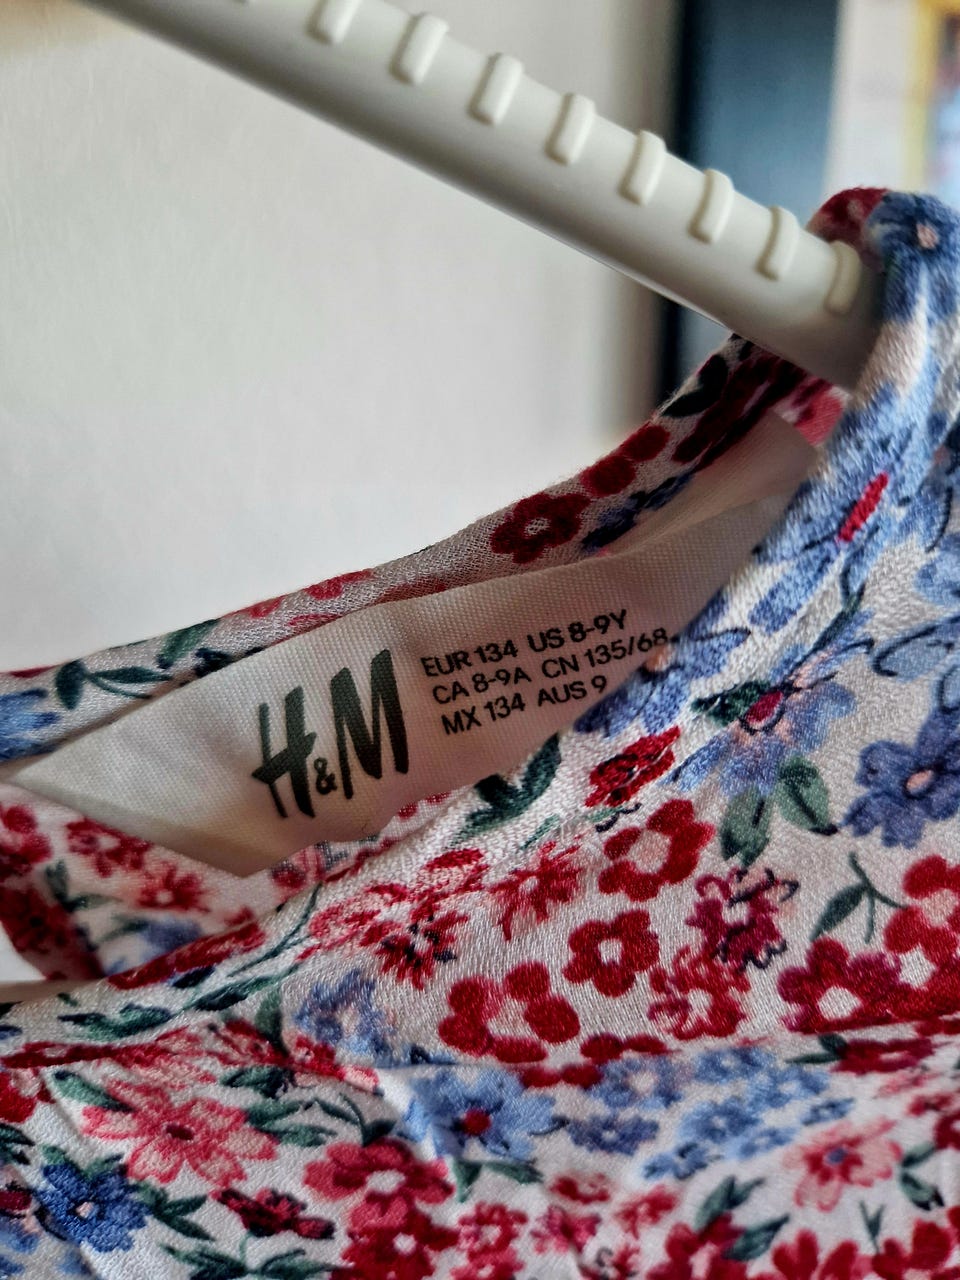 H&M
EUR 134 US 8-9Y
CA 8-9A CN 135/68
MX 134 AUS 9